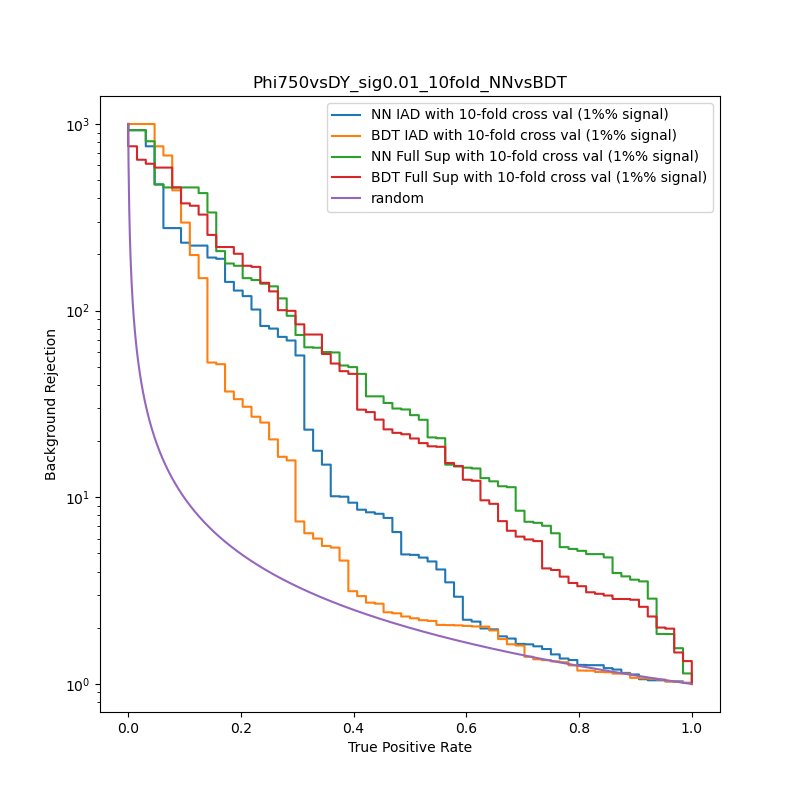 Phi750vsDY_sig0.01_10fold_NNvsBDT
NN IAD with 10-fold cross val (1%% signal)
BDT IAD with 10-fold cross val (1%% signal)
NN Full Sup with 10-fold cross val (1%% signal)
BDT Full Sup with 10-fold cross val (1%% signal)
random
Background Rejection
10³
10²
10¹
10⁰
0.0 0.2 0.4 0.6 0.8 1.0
True Positive Rate